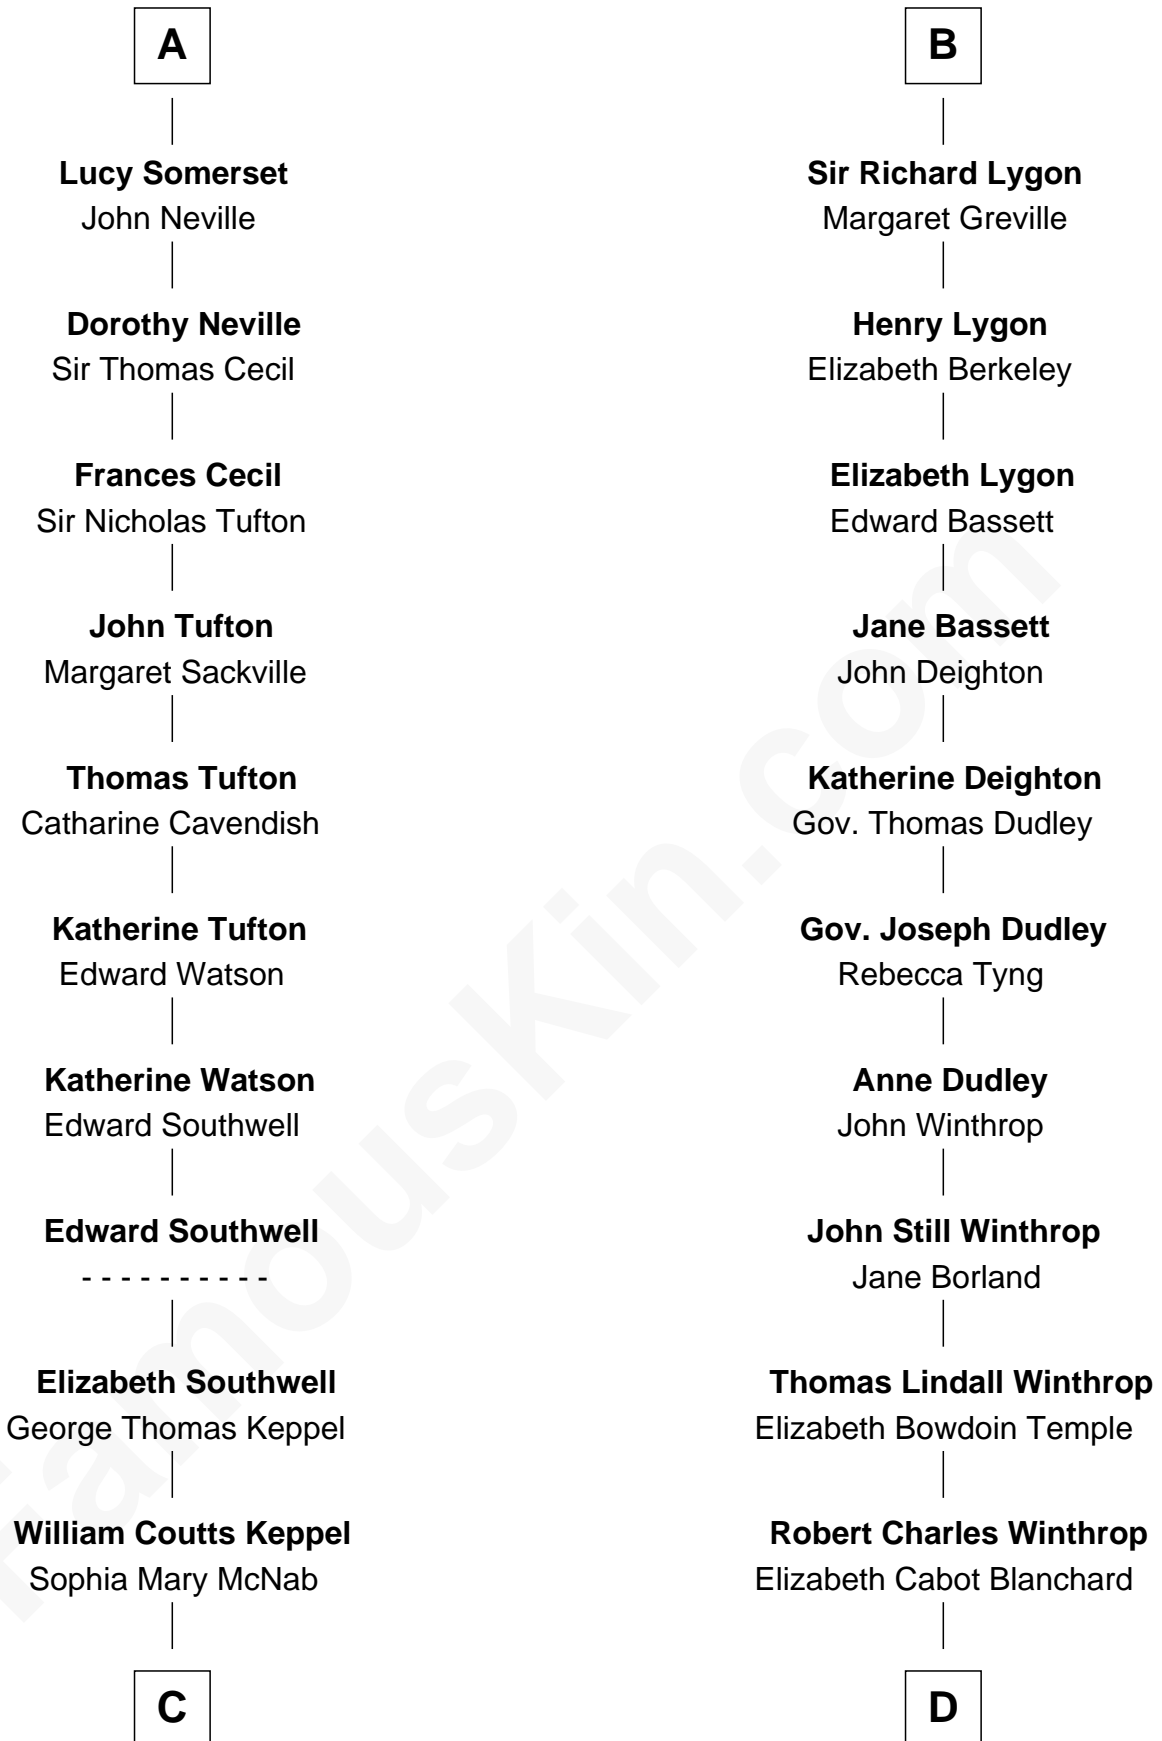 A
Lucy Somerset
John Neville
Dorothy Neville
Sir Thomas Cecil
Frances Cecil
Sir Nicholas Tufton
John Tufton
Margaret Sackville
Thomas Tufton
Catharine Cavendish
Katherine Tufton
Edward Watson
Katherine Watson
Edward Southwell
Edward Southwell
- - - - - - - - - -
Elizabeth Southwell
George Thomas Keppel
William Coutts Keppel
Sophia Mary McNab
C
B
Sir Richard Lygon
Margaret Greville
Henry Lygon
Elizabeth Berkeley
Elizabeth Lygon
Edward Bassett
Jane Bassett
John Deighton
Katherine Deighton
Gov. Thomas Dudley
Gov. Joseph Dudley
Rebecca Tyng
Anne Dudley
John Winthrop
John Still Winthrop
Jane Borland
Thomas Lindall Winthrop
Elizabeth Bowdoin Temple
Robert Charles Winthrop
Elizabeth Cabot Blanchard
D
FamousKin.com